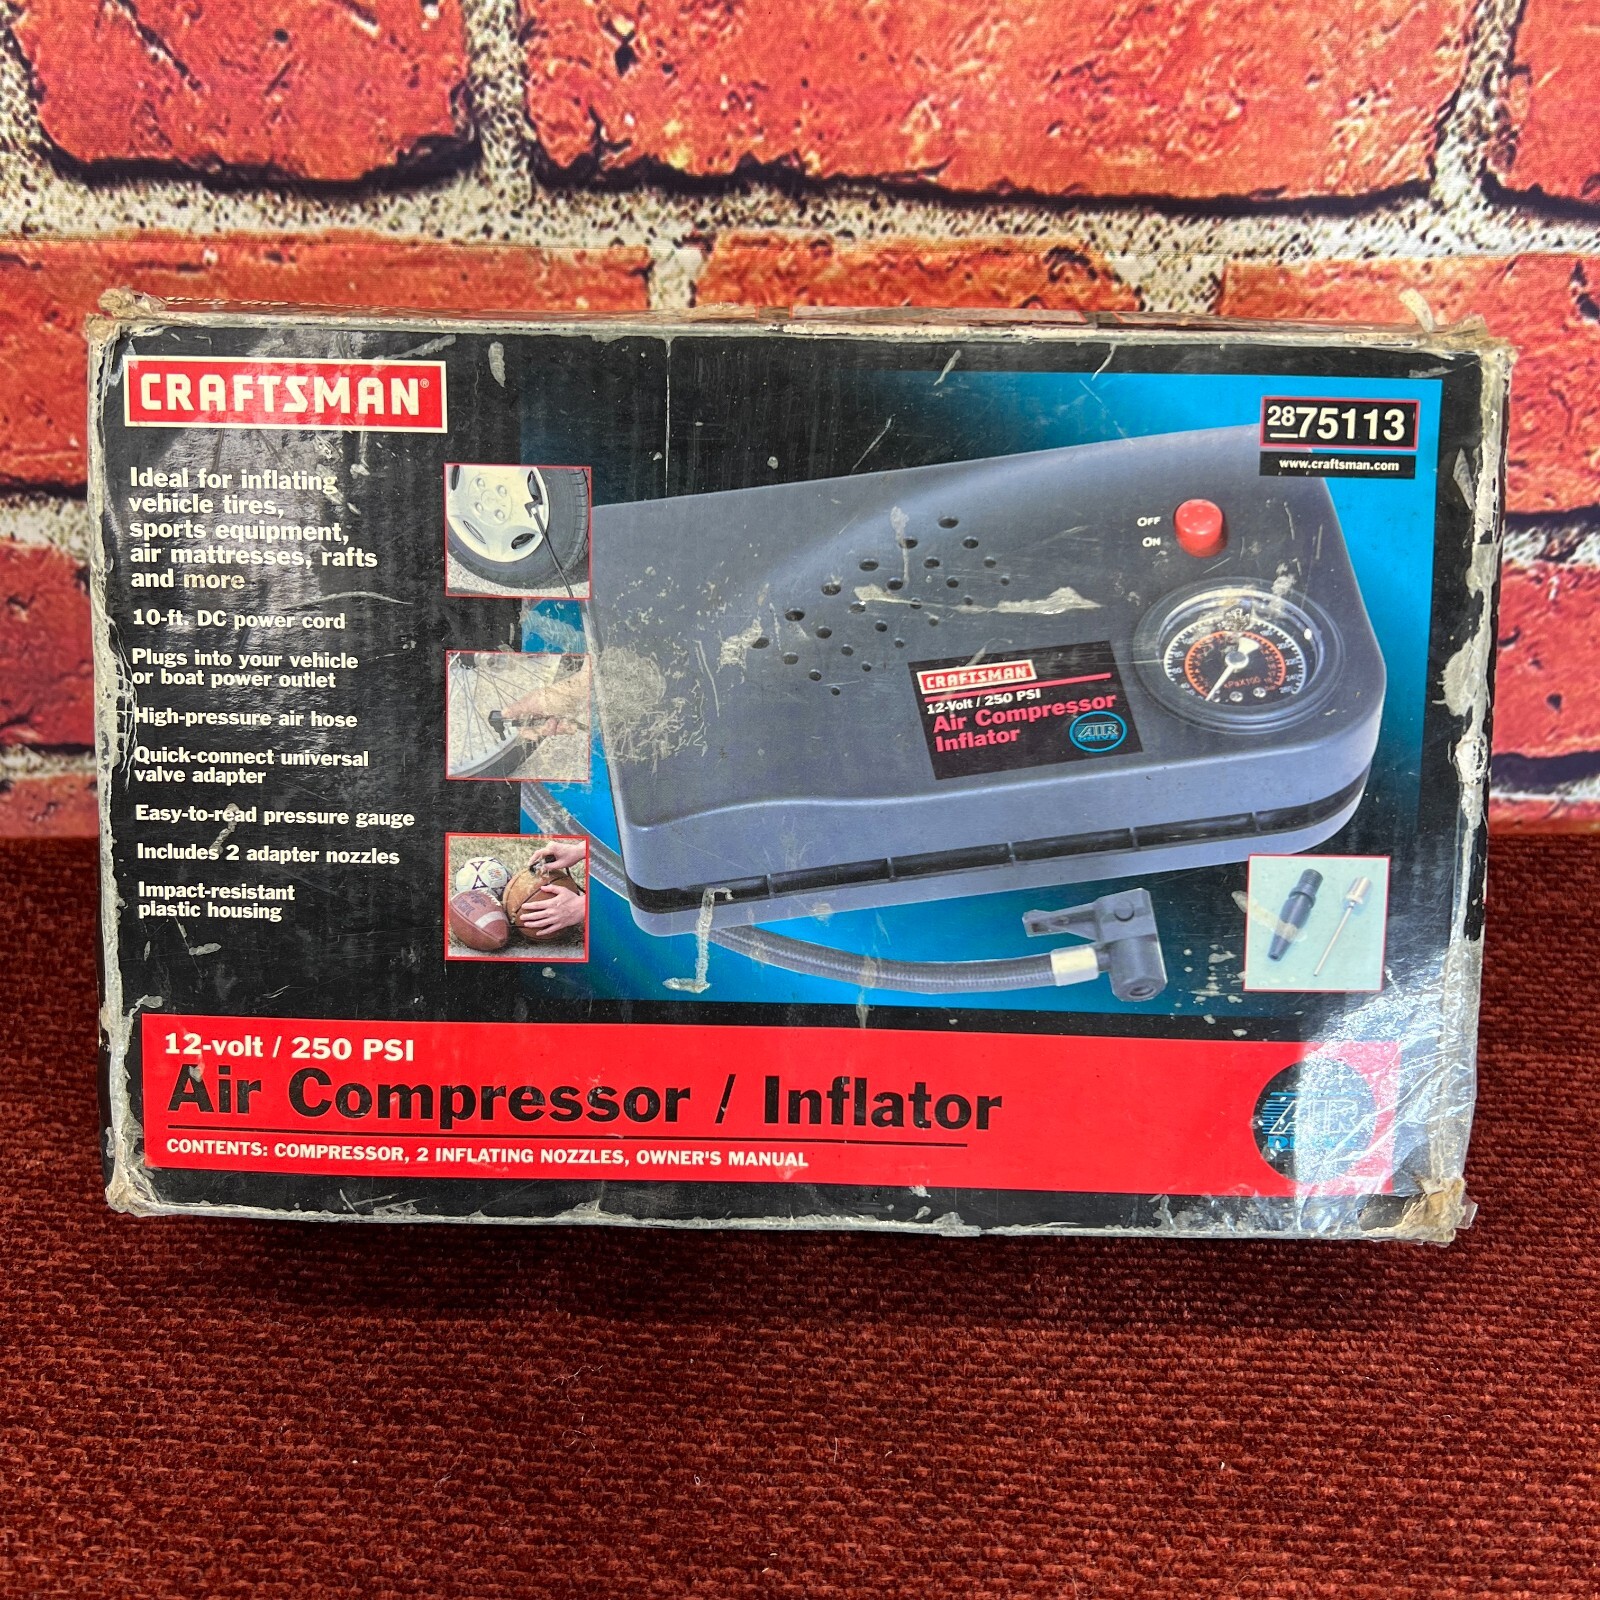 CRAFTSMAN®
2875113
www.craftsman.com
Ideal for inflating
vehicle tires,
sports equipment,
air mattresses, rafts
and more
10-ft. DC power cord
Plugs into your vehicle
or boat power outlet
High-pressure air hose
Quick-connect universal
valve adapter
Easy-to-read pressure gauge
Includes 2 adapter nozzles
Impact-resistant
plastic housing
OFF
ON
CRAFTSMAN
12-Volt / 250 PSI
Air Compressor
Inflator
AIR
DRIVE
12-volt / 250 PSI
Air Compressor / Inflator
CONTENTS: COMPRESSOR, 2 INFLATING NOZZLES, OWNER'S MANUAL
AIR